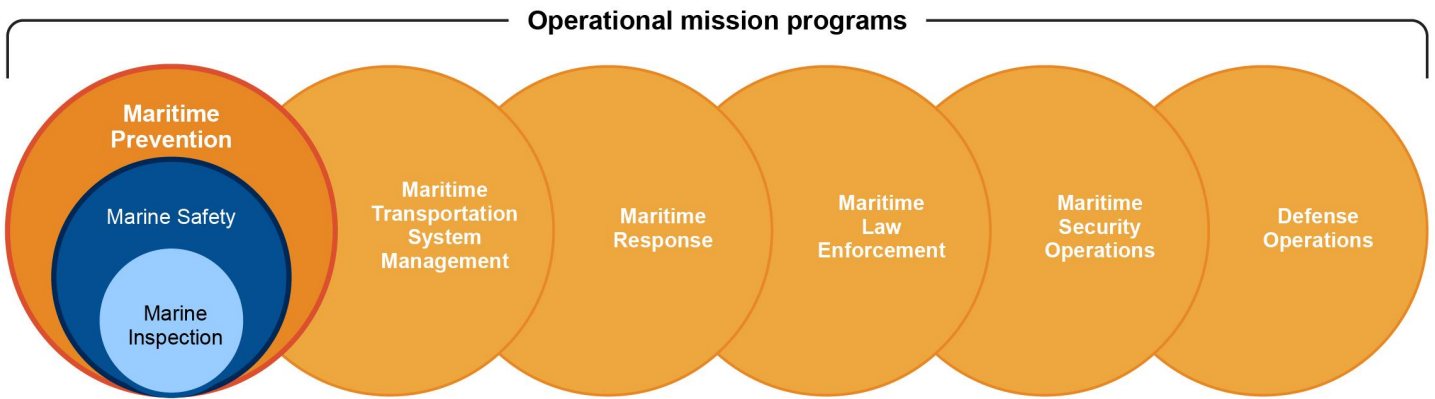 Operational mission programs
Maritime
Prevention
Marine Safety
Marine
Inspection
Maritime
Transportation
System
Management
Maritime
Response
Maritime
Law
Enforcement
Maritime
Security
Operations
Defense
Operations